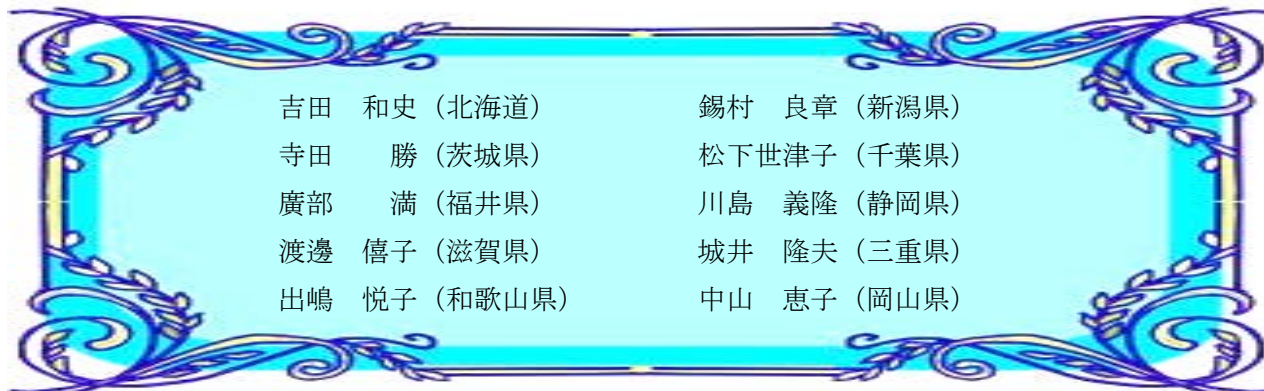 吉田　和史（北海道）　　　　　錫村　良章（新潟県）
寺田　　勝（茨城県）　　　　　松下世津子（千葉県）
廣部　　満（福井県）　　　　　川島　義隆（静岡県）
渡邊　僖子（滋賀県）　　　　　城井　隆夫（三重県）
出嶋　悦子（和歌山県）　　　　中山　恵子（岡山県）